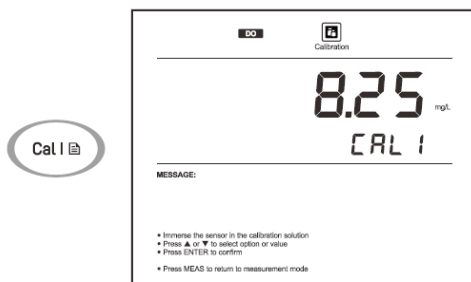 DO
Calibration
8.25 mg/L
CAL 1
Cal I
MESSAGE:
• Immerse the sensor in the calibration solution
• Press ▲ or ▼ to select option or value
• Press ENTER to confirm
• Press MEAS to return to measurement mode